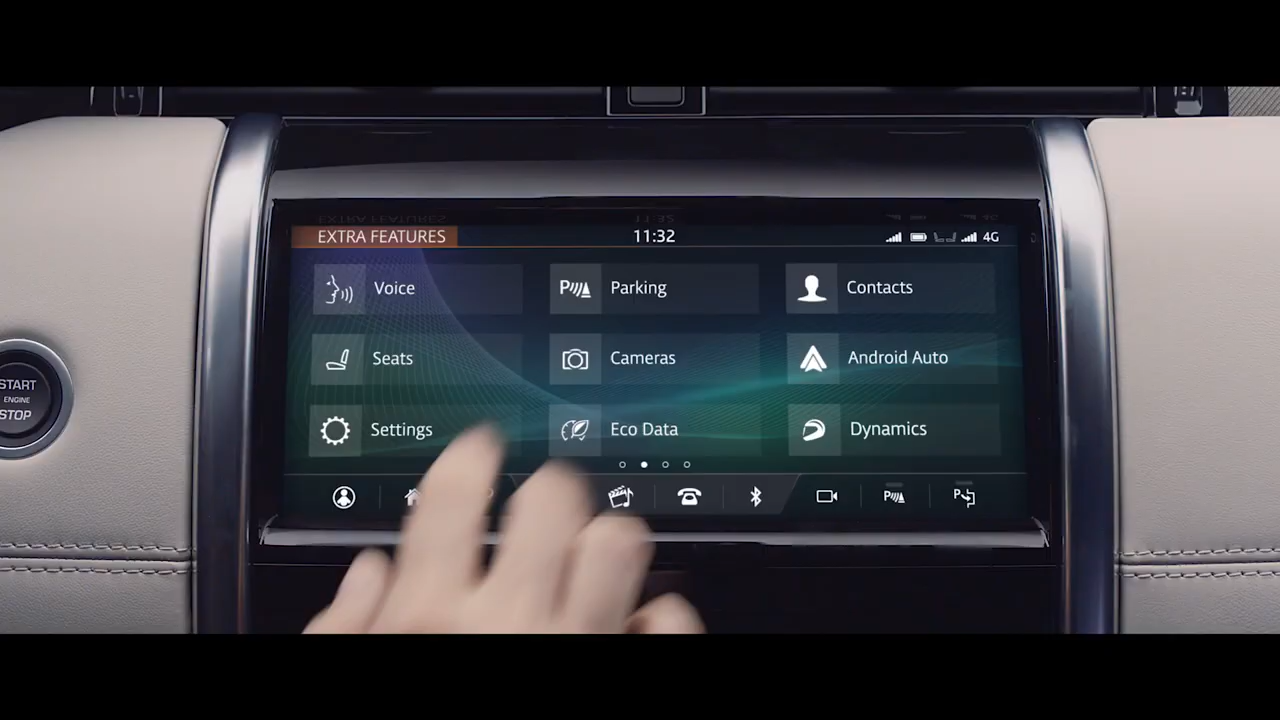 EXTRA FEATURES 11:32 4G
Voice Parking Contacts
Seats Cameras Android Auto
Settings Eco Data Dynamics
START
ENGINE
STOP